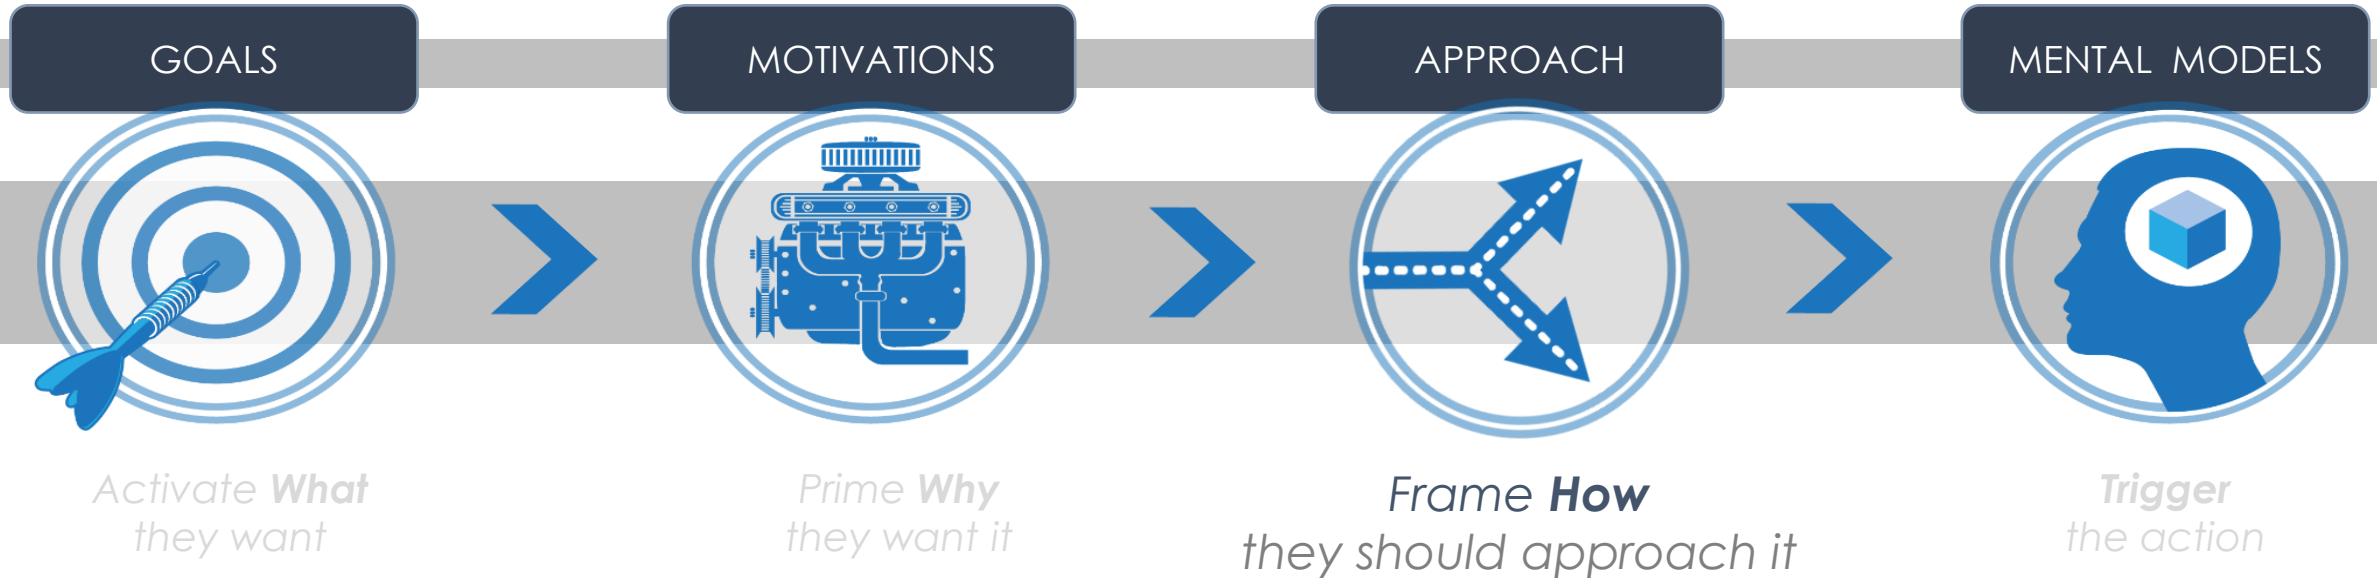 GOALS
MOTIVATIONS
APPROACH
MENTAL MODELS
Activate What
they want
Prime Why
they want it
Frame How
they should approach it
Trigger
the action